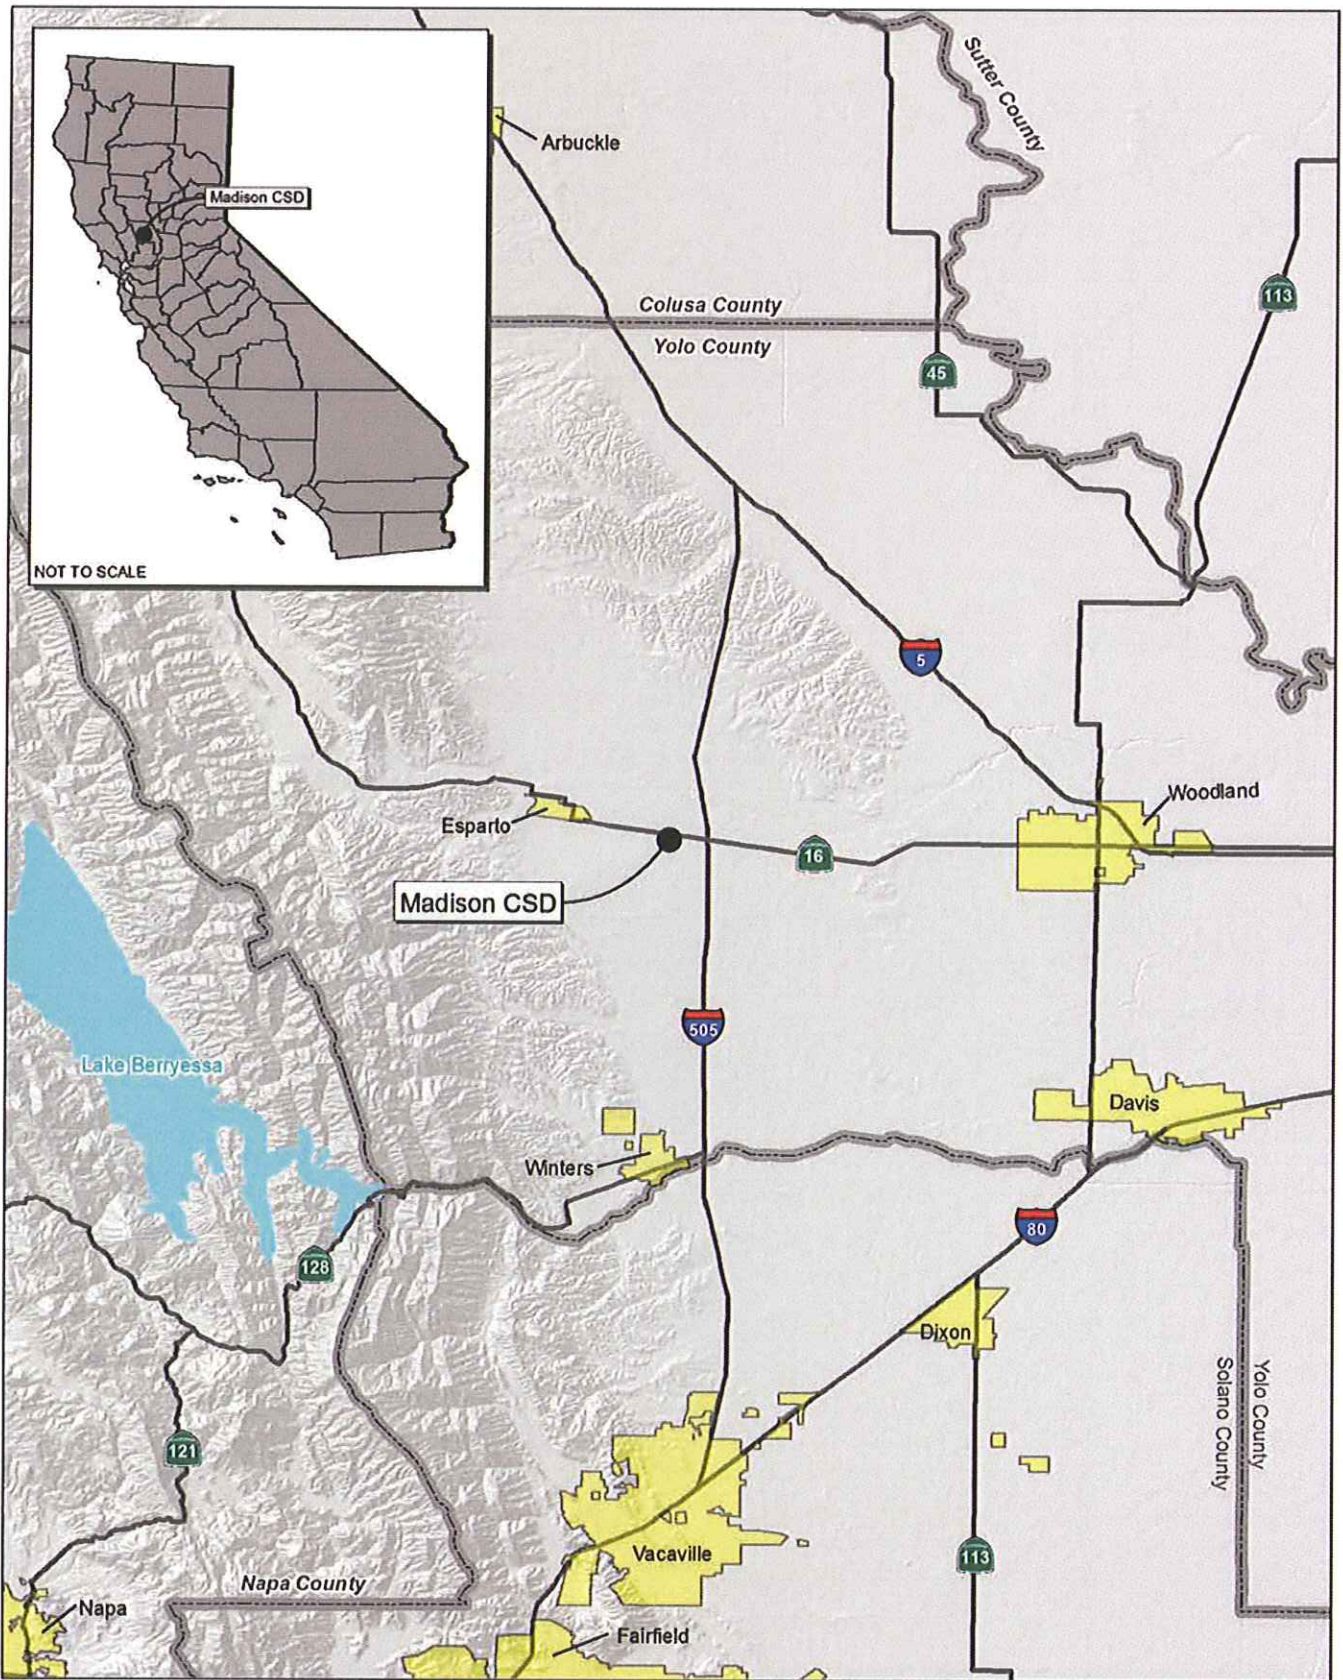 Sutter County
Arbuckle
Madison CSD
113
Colusa County
Yolo County
45
NOT TO SCALE
5
Woodland
Esparto
16
Madison CSD
505
Lake Berryessa
Davis
Winters
80
128
Dixon
Yolo County
Solano County
121
Vacaville
113
Napa County
Napa
Fairfield